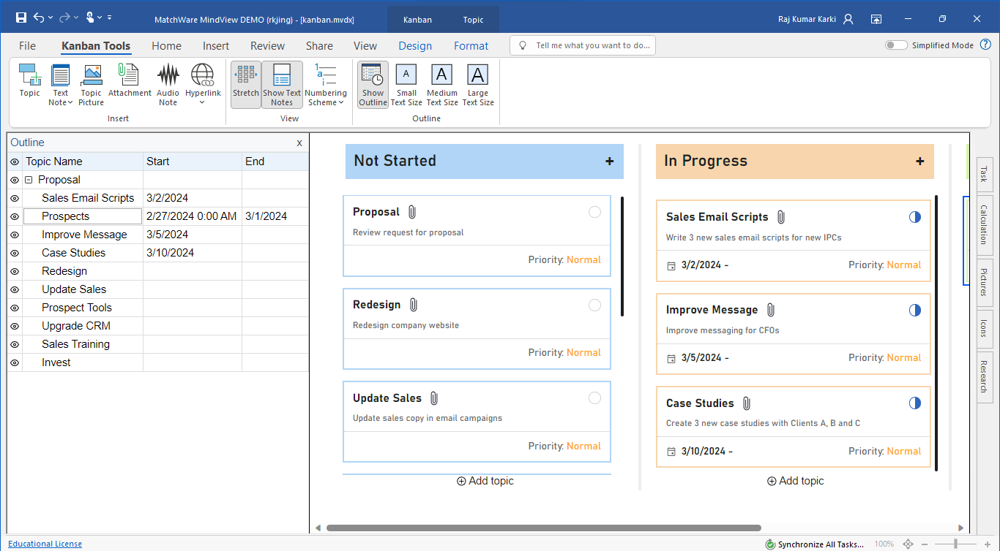 MatchWare MindView DEMO (rkjing) - [kanban.mvdx]
Kanban
Topic
Raj Kumar Karki
File
Kanban Tools
Home
Insert
Review
Share
View
Design
Format
Tell me what you want to do...
Simplified Mode
Topic
Text Note
Topic Picture
Attachment
Audio Note
Hyperlink
Insert
Stretch
Show Text Notes
Numbering Scheme
View
Show Outline
Small Text Size
Medium Text Size
Large Text Size
Outline
Outline x
Topic Name Start End
Proposal
Sales Email Scripts 3/2/2024
Prospects 2/27/2024 0:00 AM 3/1/2024
Improve Message 3/5/2024
Case Studies 3/10/2024
Redesign
Update Sales
Prospect Tools
Upgrade CRM
Sales Training
Invest
Not Started +
Proposal
Review request for proposal
Priority: Normal
Redesign
Redesign company website
Priority: Normal
Update Sales
Update sales copy in email campaigns
Priority: Normal
Add topic
In Progress +
Sales Email Scripts
Write 3 new sales email scripts for new IPCs
3/2/2024 - Priority: Normal
Improve Message
Improve messaging for CFOs
3/5/2024 - Priority: Normal
Case Studies
Create 3 new case studies with Clients A, B and C
3/10/2024 - Priority: Normal
Add topic
Task
Calculation
Pictures
Icons
Research
Educational License
Synchronize All Tasks...
100%